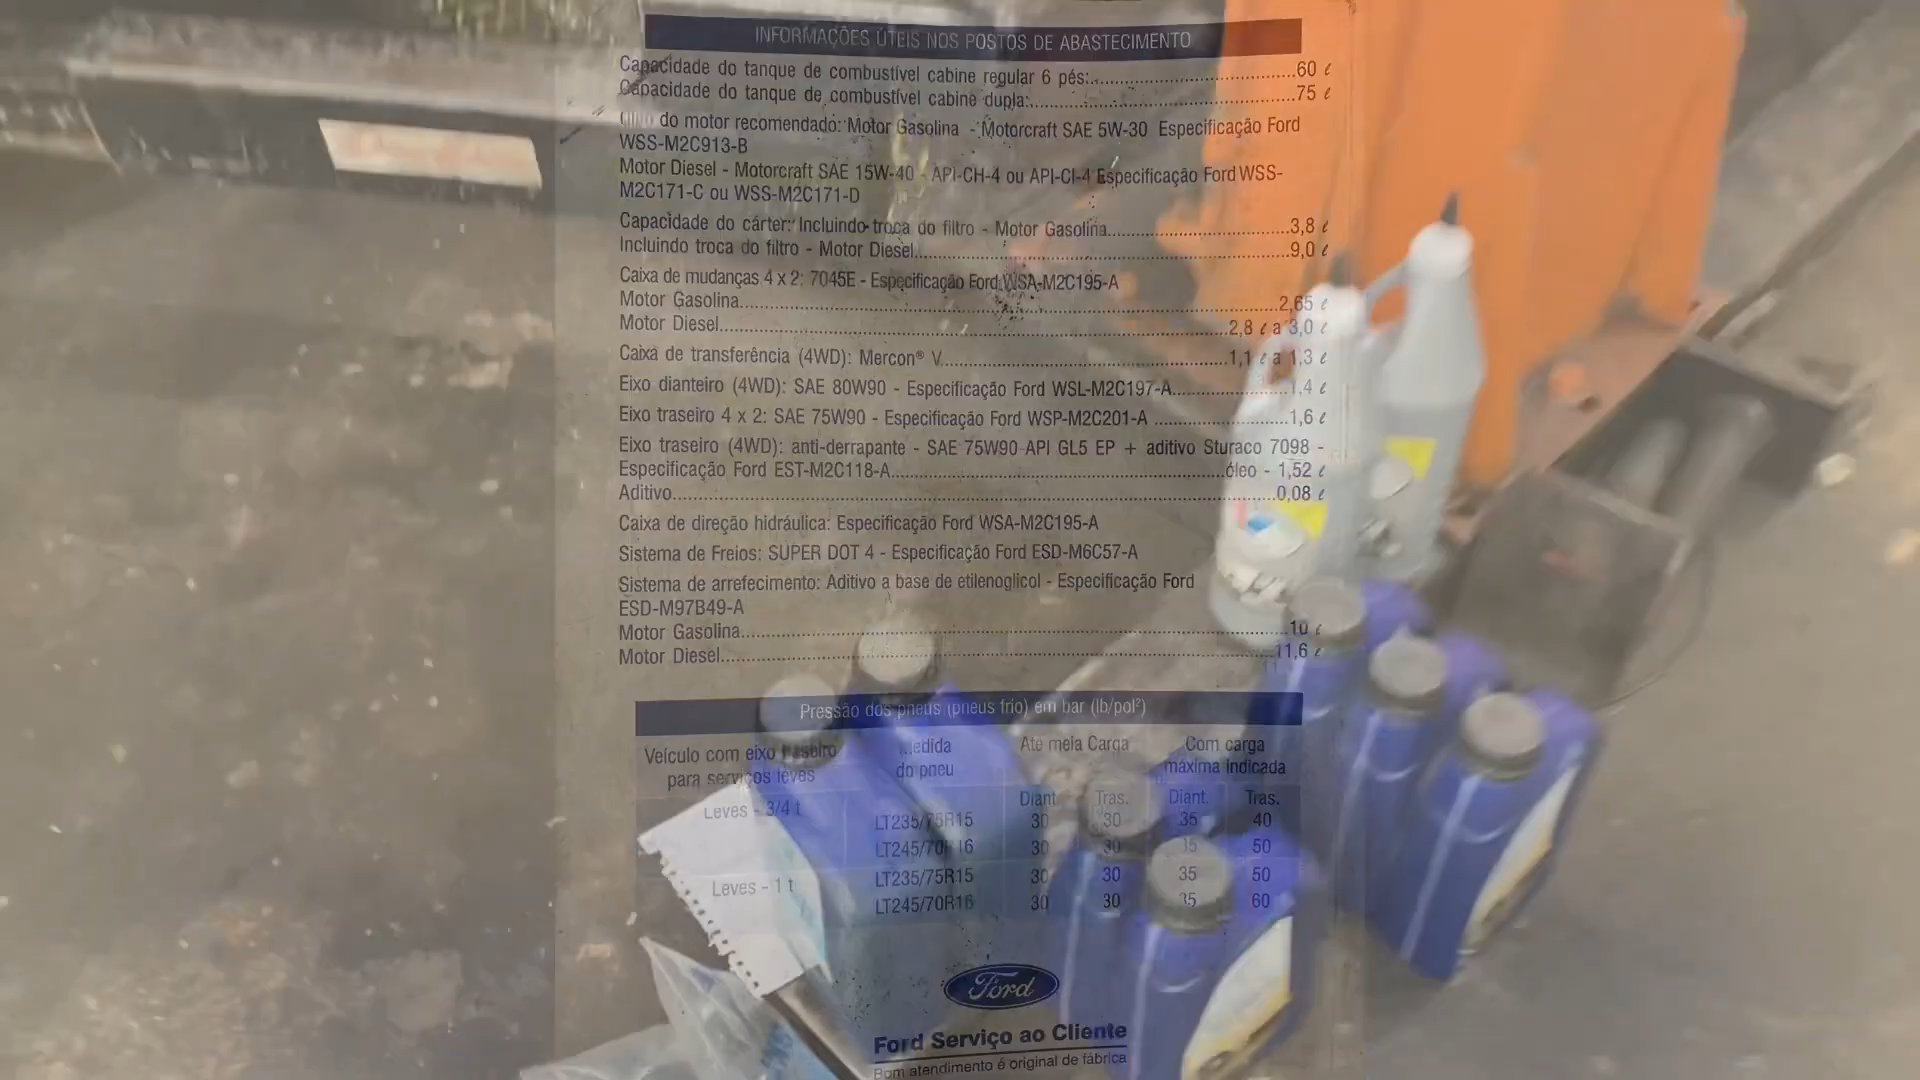 INFORMAÇÕES ÚTEIS NOS POSTOS DE ABASTECIMENTO
Capacidade do tanque de combustível cabine regular 6 pés:..........60 ℓ
Capacidade do tanque de combustível cabine dupla:..........75 ℓ
do motor recomendado: Motor Gasolina - Motorcraft SAE 5W-30 Especificação Ford
WSS-M2C913-B
Motor Diesel - Motorcraft SAE 15W-40 - API-CH-4 ou API-CI-4 Especificação Ford WSS-
M2C171-C ou WSS-M2C171-D
Capacidade do cárter: Incluindo troca do filtro - Motor Gasolina..........3,8 ℓ
Incluindo troca do filtro - Motor Diesel..........9,0 ℓ
Caixa de mudanças 4 x 2: 7045E - Especificação Ford WSA-M2C195-A
Motor Gasolina..........2,65 ℓ
Motor Diesel..........2,8 ℓ a 3,0 ℓ
Caixa de transferência (4WD): Mercon® V..........1,1 ℓ a 1,3 ℓ
Eixo dianteiro (4WD): SAE 80W90 - Especificação Ford WSL-M2C197-A..........1,4 ℓ
Eixo traseiro 4 x 2: SAE 75W90 - Especificação Ford WSP-M2C201-A ..........1,6 ℓ
Eixo traseiro (4WD): anti-derrapante - SAE 75W90 API GL5 EP + aditivo Sturaco 7098 -
Especificação Ford EST-M2C118-A..........óleo - 1,52 ℓ
Aditivo..........0,08 ℓ
Caixa de direção hidráulica: Especificação Ford WSA-M2C195-A
Sistema de Freios: SUPER DOT 4 - Especificação Ford ESD-M6C57-A
Sistema de arrefecimento: Aditivo a base de etilenoglicol - Especificação Ford
ESD-M97B49-A
Motor Gasolina..........10 ℓ
Motor Diesel..........11,6 ℓ
Pressão dos pneus (pneus frio) em bar (lb/pol²)
Veículo com eixo traseiro Medida Até meia Carga Com carga
para serviços leves do pneu máxima indicada
Diant. Tras. Diant. Tras.
Leves - 3/4 t LT235/75R15 30 30 35 40
LT245/70R16 30 30 35 50
Leves - 1 t LT235/75R15 30 30 35 50
LT245/70R16 30 30 35 60
Ford
Ford Serviço ao Cliente
Bom atendimento é original de fábrica